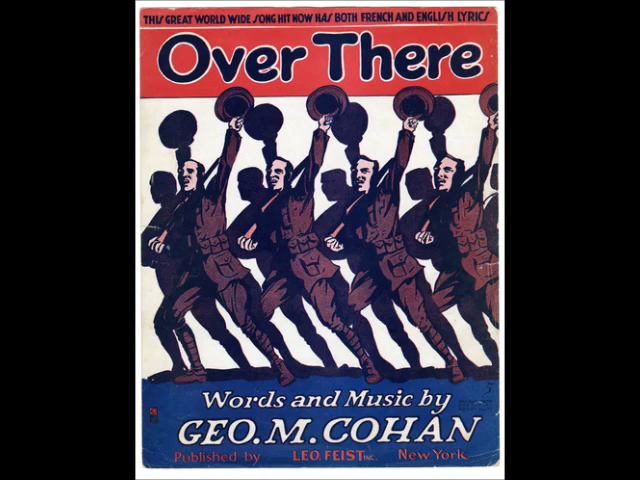 THIS GREAT WORLD WIDE SONG HIT NOW HAS BOTH FRENCH AND ENGLISH LYRICS
Over There
Words and Music by
GEO. M. COHAN
Published by LEO. FEIST INC. New York